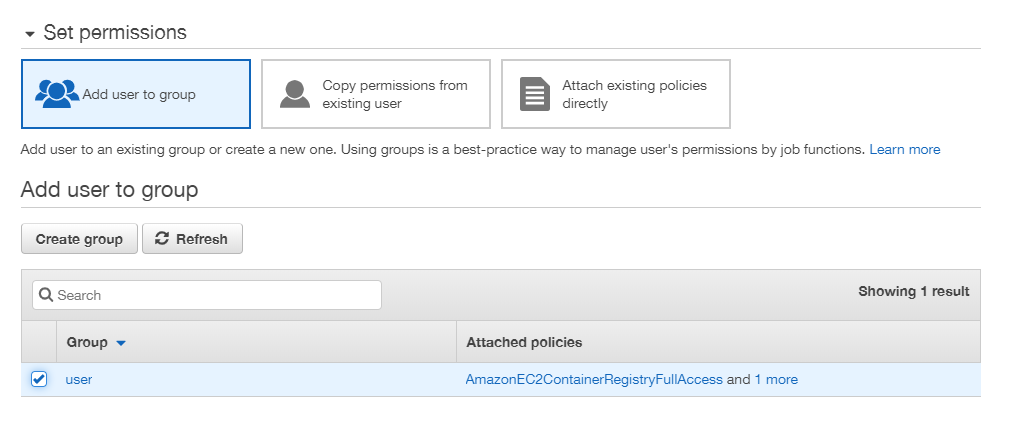 Set permissions
Add user to group
Copy permissions from
existing user
Attach existing policies
directly
Add user to an existing group or create a new one. Using groups is a best-practice way to manage user's permissions by job functions. Learn more
Add user to group
Create group Refresh
Search Showing 1 result
Group Attached policies
user AmazonEC2ContainerRegistryFullAccess and 1 more